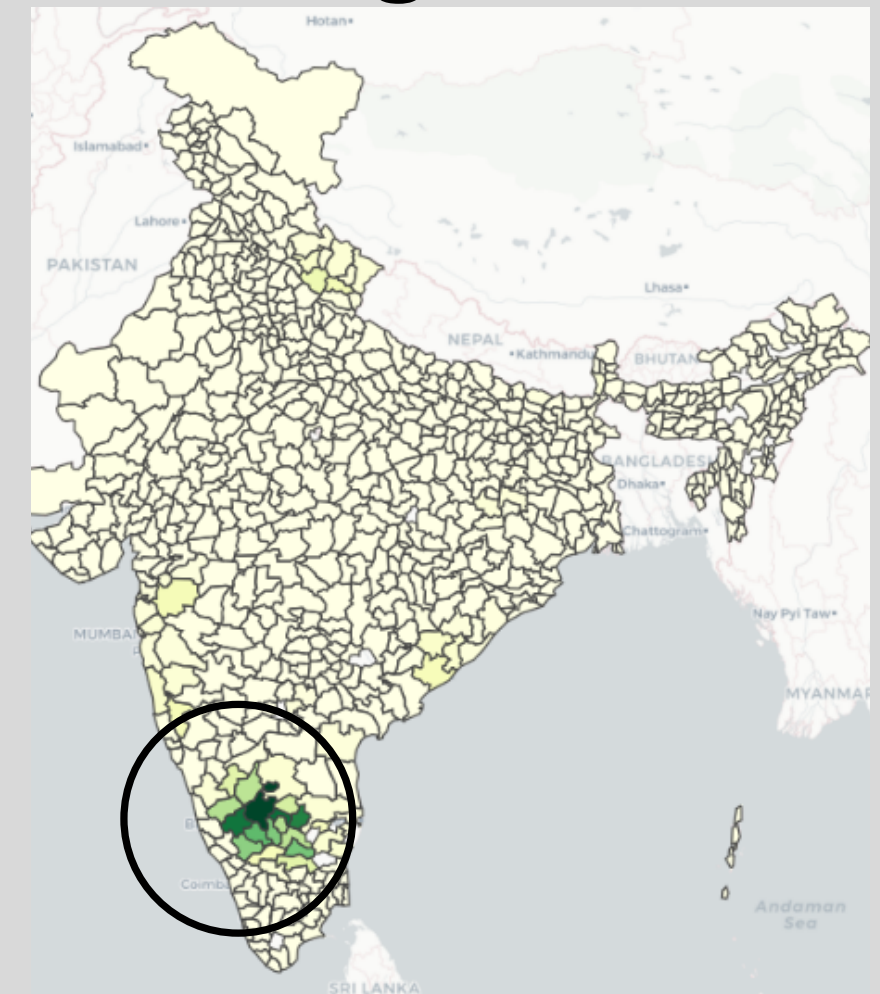 Hotan
Islamabad
Lahore
PAKISTAN
Lhasa
NEPAL
Kathmandu
BHUTAN
BANGLADESH
Dhaka
Chattogram
Nay Pyi Taw
MUMBAI
MYANMAR
Coimb
Andaman
Sea
SRI LANKA